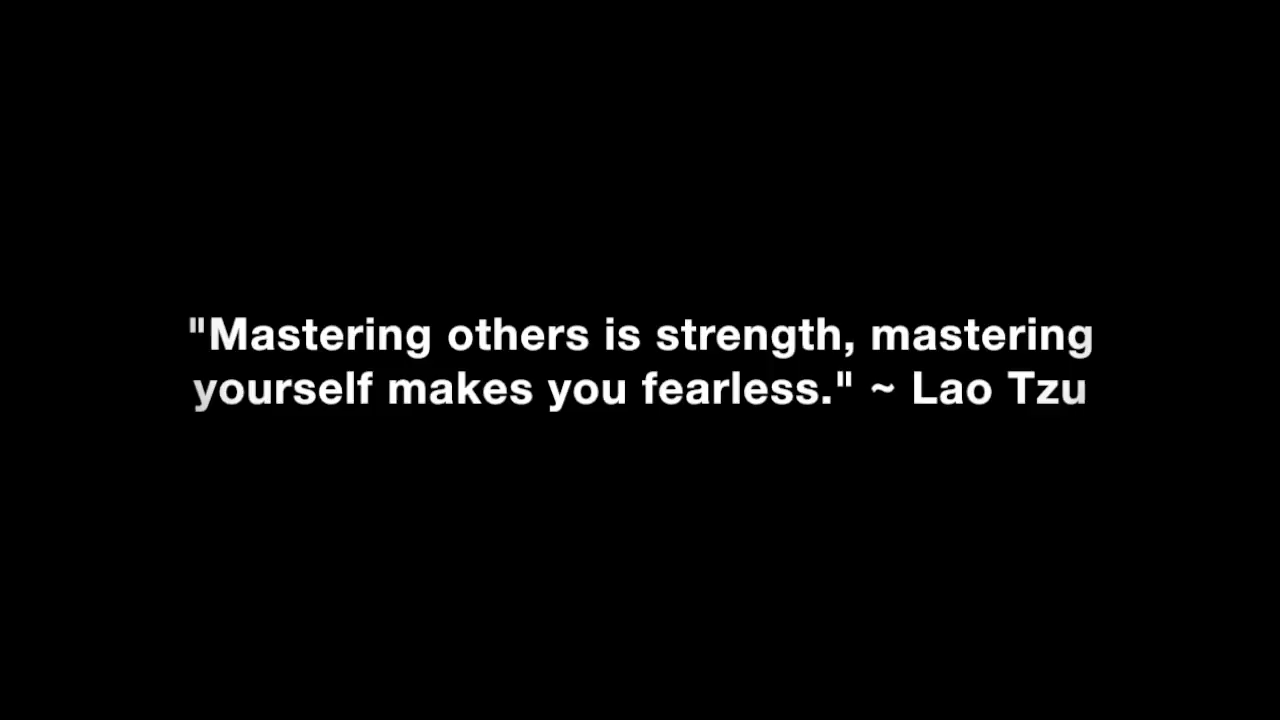 "Mastering others is strength, mastering
yourself makes you fearless." ~ Lao Tzu